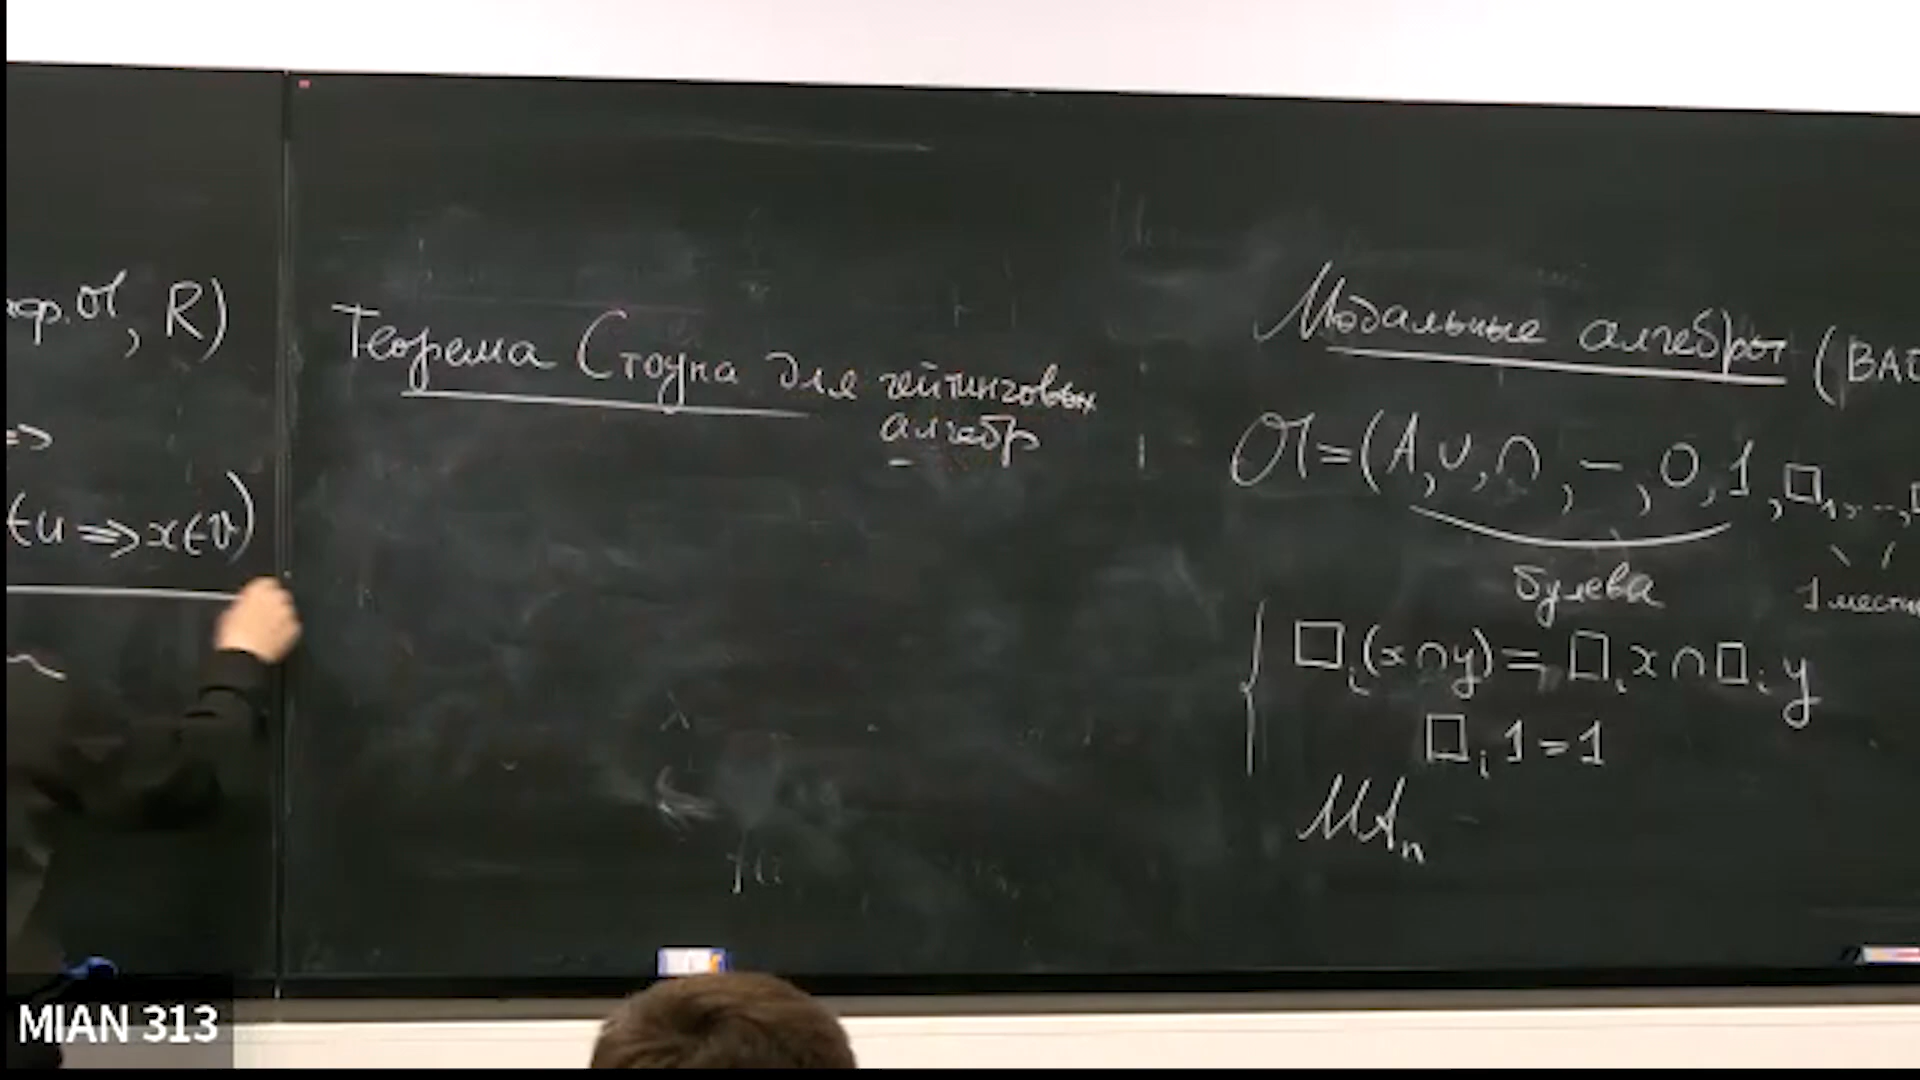 , R)
=>
u => x ∈ v)
Теорема Стоуна для гейтинговых
алгебр
Модальные алгебры (BAO
𝔄 = (A, ∪, ∩, −, 0, 1, □₁, ...,
булева
1 местн
□ᵢ(x ∩ y) = □ᵢx ∩ □ᵢy
□ᵢ1 = 1
MAₙ
MIAN 313